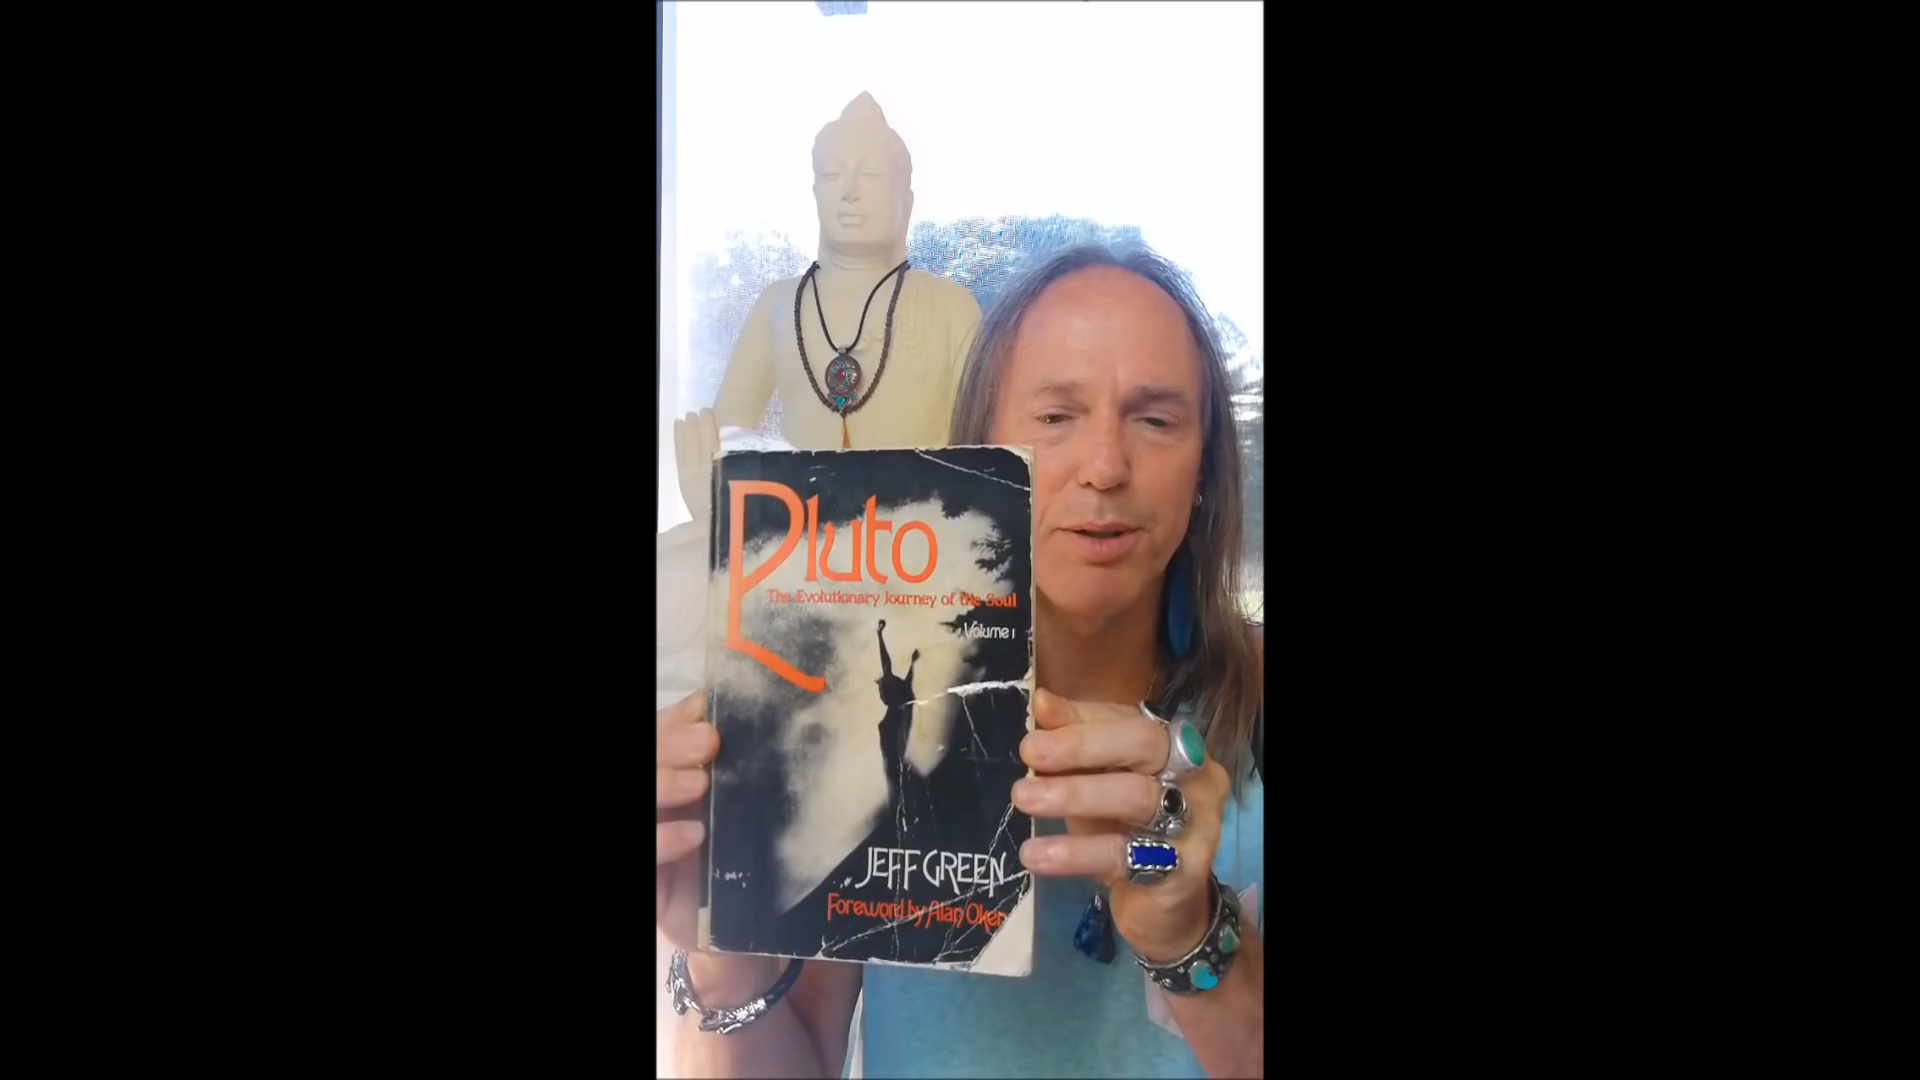 Pluto
The Evolutionary Journey of the Soul
Volume 1
JEFF GREEN
Foreword by Alan Oken